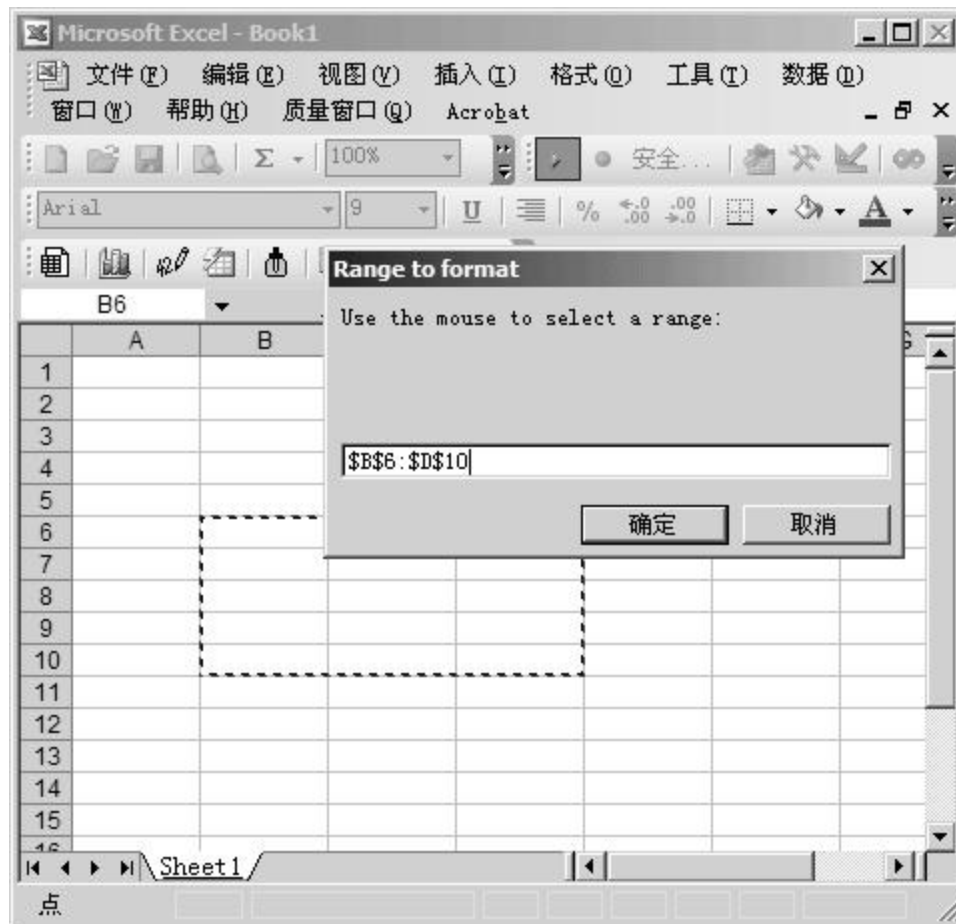 Microsoft Excel - Book1
文件(F) 编辑(E) 视图(V) 插入(I) 格式(O) 工具(T) 数据(D)
窗口(W) 帮助(H) 质量窗口(Q) Acrobat
Σ 100% 安全...
Arial 9 U % .00 A
Range to format
B6
Use the mouse to select a range:
A B G
1
2
3
4
$B$6:$D$10
5
确定 取消
6
7
8
9
10
11
12
13
14
15
16
Sheet1
点